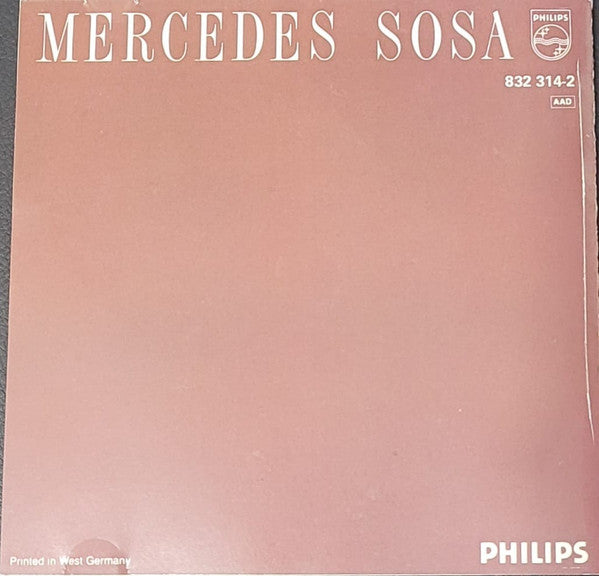 MERCEDES SOSA
PHILIPS
832 314-2
AAD
Printed in West Germany
PHILIPS